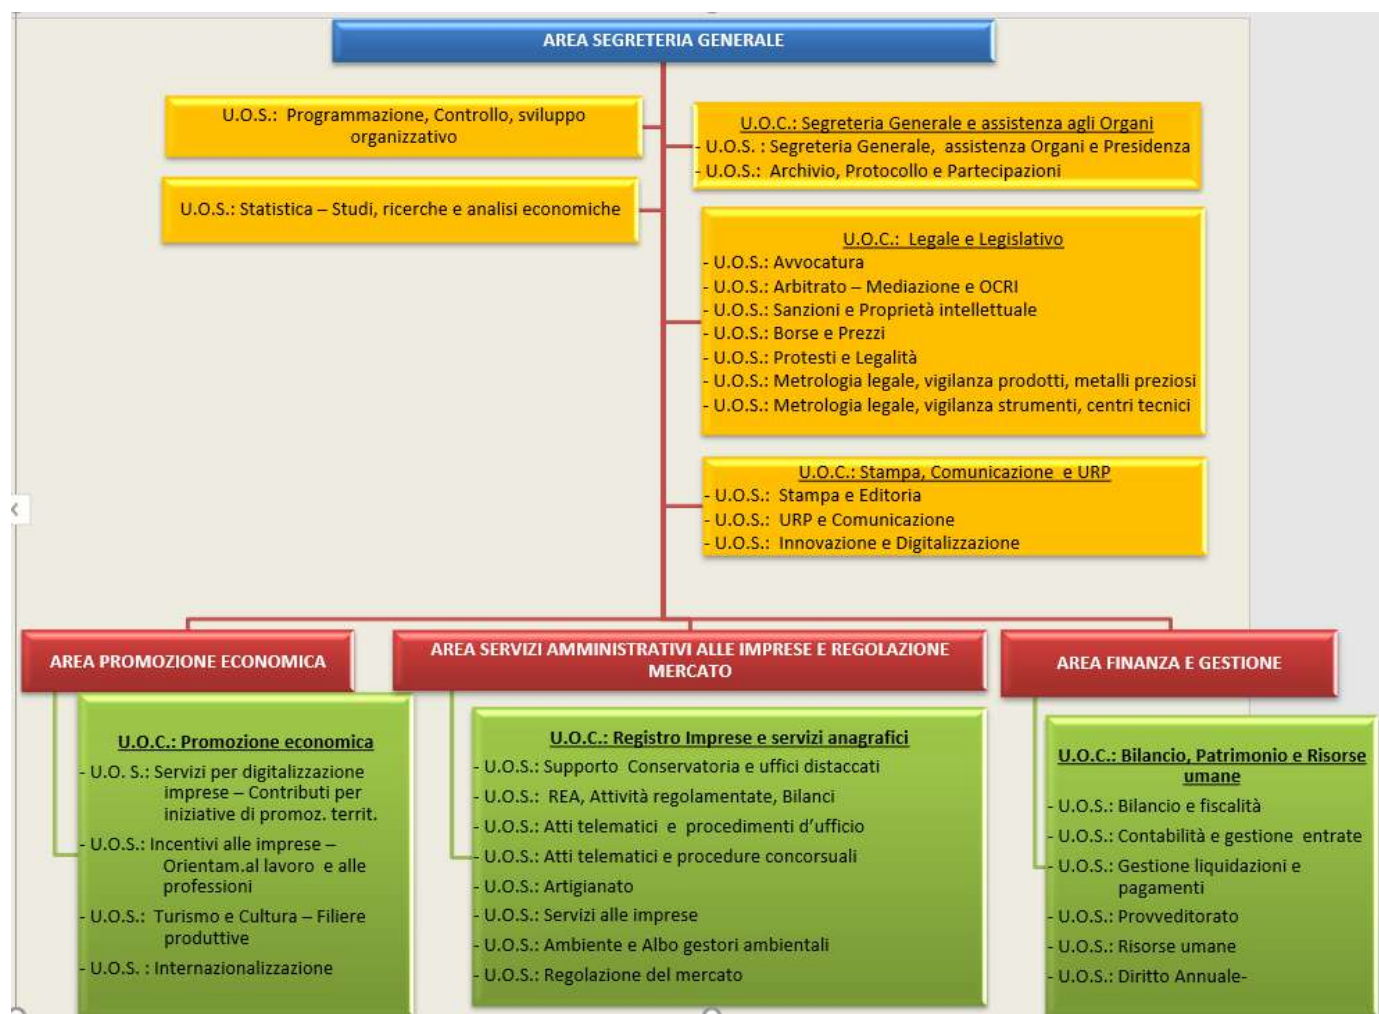 AREA SEGRETERIA GENERALE
U.O.S.: Programmazione, Controllo, sviluppo
organizzativo
U.O.S.: Statistica – Studi, ricerche e analisi economiche
U.O.C.: Segreteria Generale e assistenza agli Organi
- U.O.S. : Segreteria Generale, assistenza Organi e Presidenza
- U.O.S.: Archivio, Protocollo e Partecipazioni
U.O.C.: Legale e Legislativo
- U.O.S.: Avvocatura
- U.O.S.: Arbitrato – Mediazione e OCRI
- U.O.S.: Sanzioni e Proprietà intellettuale
- U.O.S.: Borse e Prezzi
- U.O.S.: Protesti e Legalità
- U.O.S.: Metrologia legale, vigilanza prodotti, metalli preziosi
- U.O.S.: Metrologia legale, vigilanza strumenti, centri tecnici
U.O.C.: Stampa, Comunicazione e URP
- U.O.S.: Stampa e Editoria
- U.O.S.: URP e Comunicazione
- U.O.S.: Innovazione e Digitalizzazione
AREA PROMOZIONE ECONOMICA
U.O.C.: Promozione economica
- U.O. S.: Servizi per digitalizzazione
imprese – Contributi per
iniziative di promoz. territ.
- U.O.S.: Incentivi alle imprese –
Orientam.al lavoro e alle
professioni
- U.O.S.: Turismo e Cultura – Filiere
produttive
- U.O.S. : Internazionalizzazione
AREA SERVIZI AMMINISTRATIVI ALLE IMPRESE E REGOLAZIONE
MERCATO
U.O.C.: Registro Imprese e servizi anagrafici
- U.O.S.: Supporto Conservatoria e uffici distaccati
- U.O.S.: REA, Attività regolamentate, Bilanci
- U.O.S.: Atti telematici e procedimenti d’ufficio
- U.O.S.: Atti telematici e procedure concorsuali
- U.O.S.: Artigianato
- U.O.S.: Servizi alle imprese
- U.O.S.: Ambiente e Albo gestori ambientali
- U.O.S.: Regolazione del mercato
AREA FINANZA E GESTIONE
U.O.C.: Bilancio, Patrimonio e Risorse
umane
- U.O.S.: Bilancio e fiscalità
- U.O.S.: Contabilità e gestione entrate
- U.O.S.: Gestione liquidazioni e
pagamenti
- U.O.S.: Provveditorato
- U.O.S.: Risorse umane
- U.O.S.: Diritto Annuale-